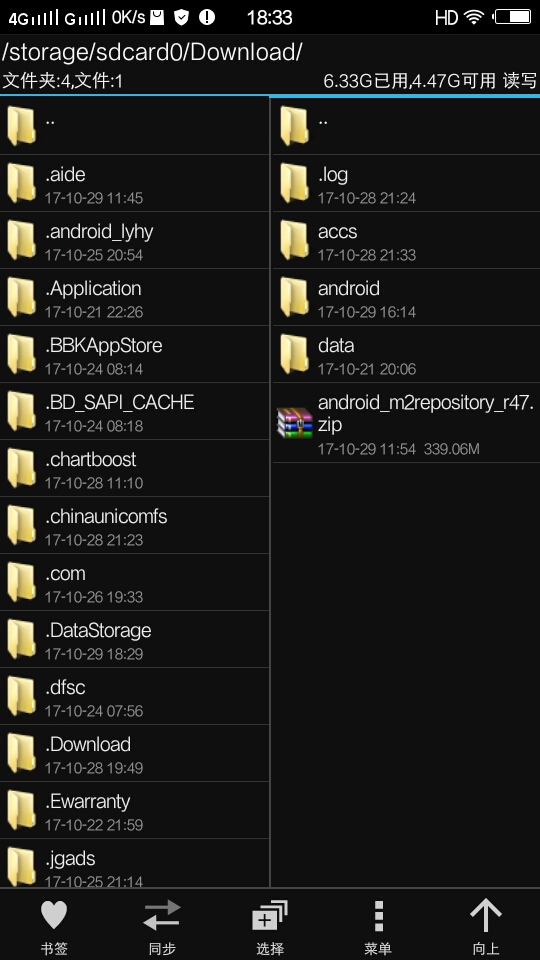 4G G 0K/s 18:33 HD
/storage/sdcard0/Download/
文件夹:4,文件:1 6.33G已用,4.47G可用 读写
..
.aide
17-10-29 11:45
.android_lyhy
17-10-25 20:54
.Application
17-10-21 22:26
.BBKAppStore
17-10-24 08:14
.BD_SAPI_CACHE
17-10-24 08:18
.chartboost
17-10-28 11:10
.chinaunicomfs
17-10-28 21:23
.com
17-10-26 19:33
.DataStorage
17-10-29 18:29
.dfsc
17-10-24 07:56
.Download
17-10-28 19:49
.Ewarranty
17-10-22 21:59
.jgads
17-10-25 21:14
..
.log
17-10-28 21:24
accs
17-10-28 21:33
android
17-10-29 16:14
data
17-10-21 20:06
android_m2repository_r47.
zip
17-10-29 11:54 339.06M
书签 同步 选择 菜单 向上